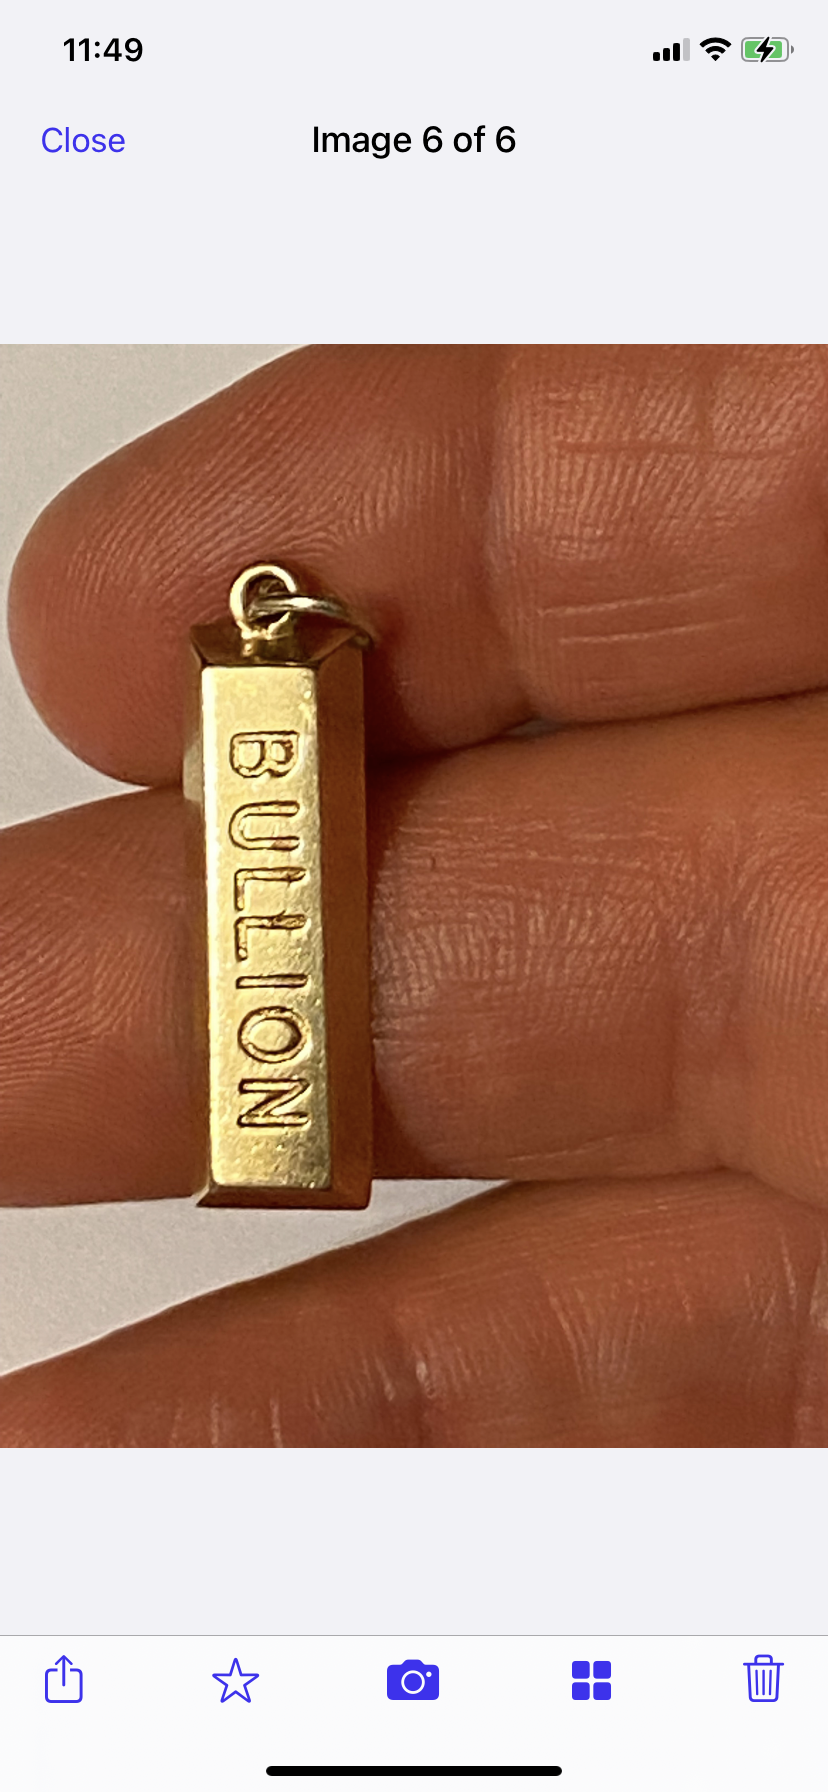 11:49
Close
Image 6 of 6
BULLION